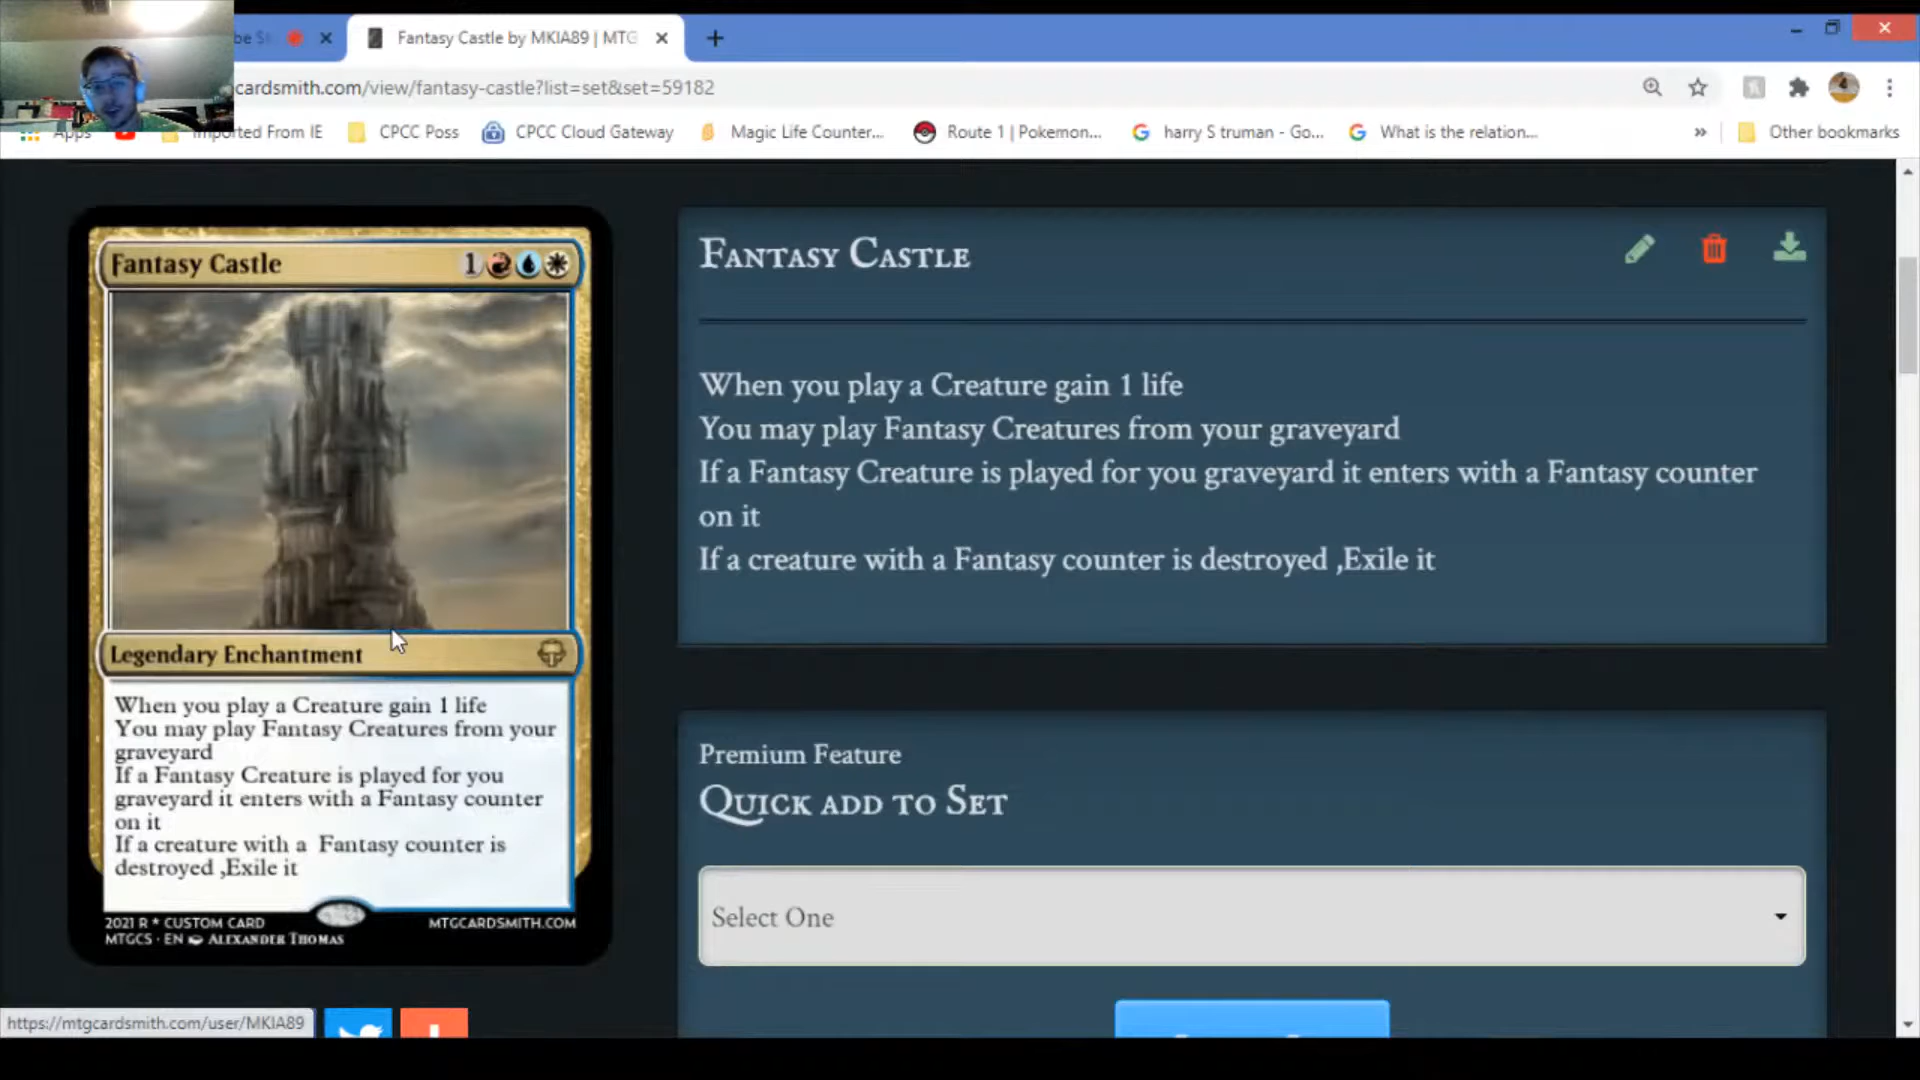 be S
Fantasy Castle by MKIA89 | MTG
cardsmith.com/view/fantasy-castle?list=set&set=59182
Apps
Imported From IE
CPCC Poss
CPCC Cloud Gateway
Magic Life Counter...
Route 1 | Pokemon...
harry S truman - Go...
What is the relation...
»
Other bookmarks
Fantasy Castle
1
Legendary Enchantment
When you play a Creature gain 1 life
You may play Fantasy Creatures from your
graveyard
If a Fantasy Creature is played for you
graveyard it enters with a Fantasy counter
on it
If a creature with a Fantasy counter is
destroyed ,Exile it
2021 R * CUSTOM CARD
MTGCS · EN ALEXANDER THOMAS
MTGCARDSMITH.COM
FANTASY CASTLE
When you play a Creature gain 1 life
You may play Fantasy Creatures from your graveyard
If a Fantasy Creature is played for you graveyard it enters with a Fantasy counter
on it
If a creature with a Fantasy counter is destroyed ,Exile it
Premium Feature
QUICK ADD TO SET
Select One
https://mtgcardsmith.com/user/MKIA89